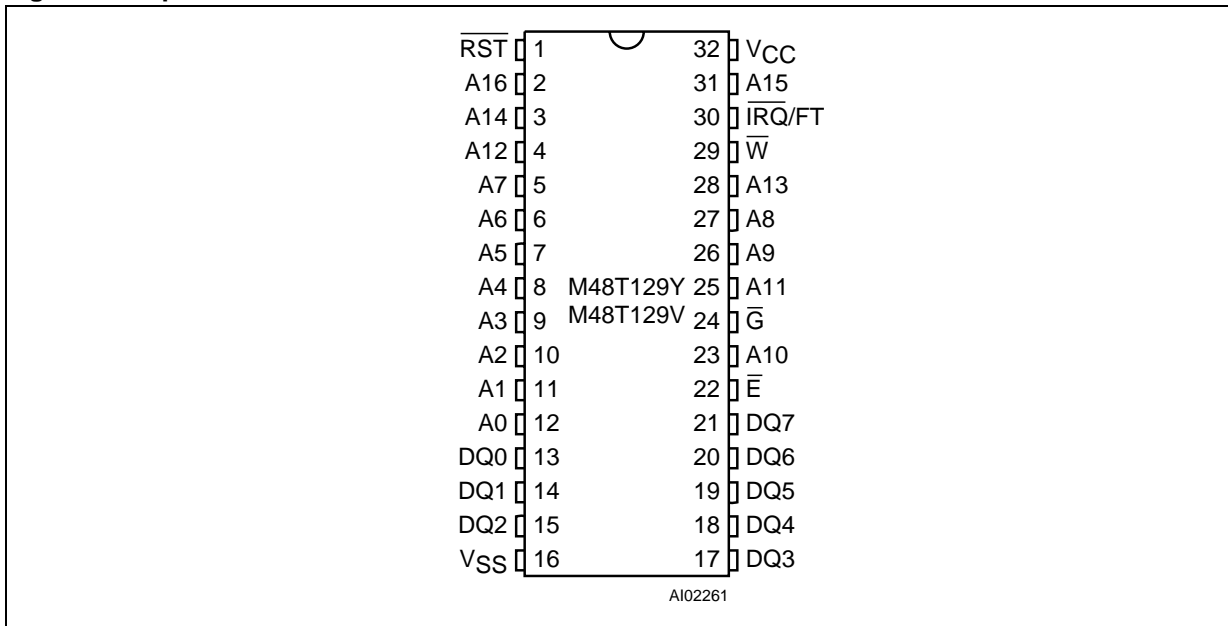 R̅S̅T̅ 1 32 VCC
A16 2 31 A15
A14 3 30 I̅R̅Q̅/FT
A12 4 29 W̅
A7 5 28 A13
A6 6 27 A8
A5 7 26 A9
A4 8 M48T129Y 25 A11
A3 9 M48T129V 24 G̅
A2 10 23 A10
A1 11 22 E̅
A0 12 21 DQ7
DQ0 13 20 DQ6
DQ1 14 19 DQ5
DQ2 15 18 DQ4
VSS 16 17 DQ3
AI02261